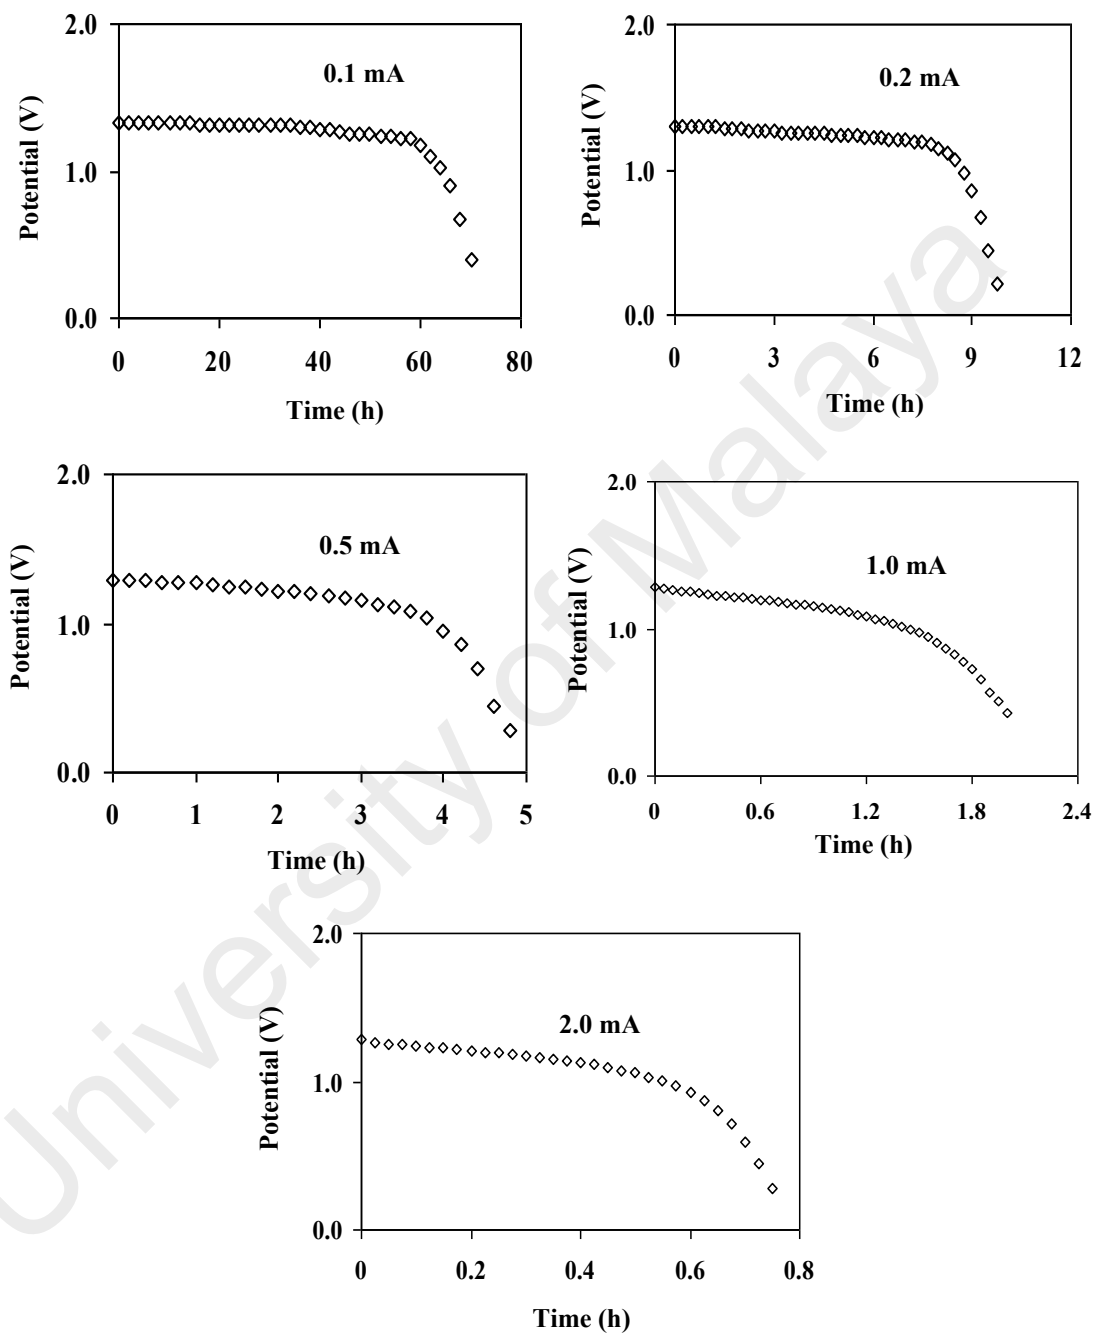 2.0
0.1 mA
1.0
0.0
Potential (V)
0 20 40 60 80
Time (h)
2.0
0.2 mA
1.0
0.0
Potential (V)
0 3 6 9 12
Time (h)
2.0
0.5 mA
1.0
0.0
Potential (V)
0 1 2 3 4 5
Time (h)
2.0
1.0 mA
1.0
0.0
Potential (V)
0 0.6 1.2 1.8 2.4
Time (h)
2.0
2.0 mA
1.0
0.0
Potential (V)
0 0.2 0.4 0.6 0.8
Time (h)
University of Malaya